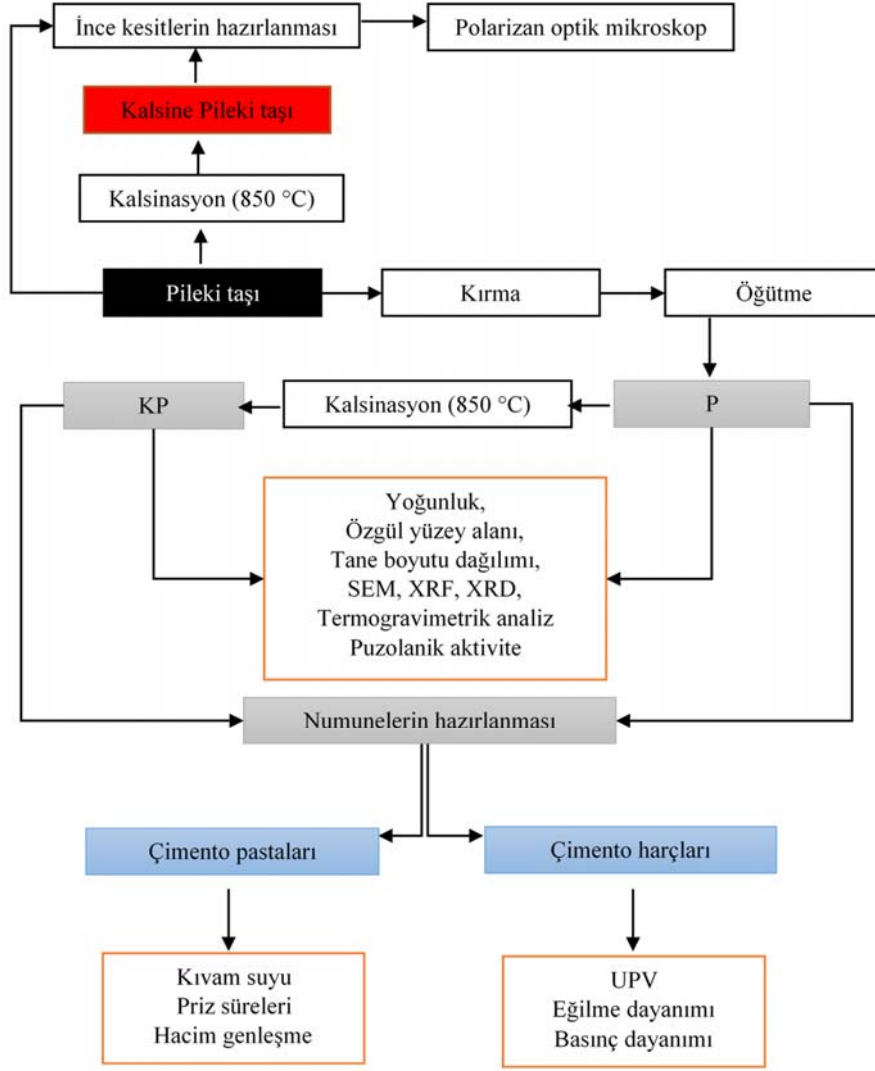 İnce kesitlerin hazırlanması
Polarizan optik mikroskop
Kalsine Pileki taşı
Kalsinasyon (850 °C)
Pileki taşı
Kırma
Öğütme
KP
Kalsinasyon (850 °C)
P
Yoğunluk,
Özgül yüzey alanı,
Tane boyutu dağılımı,
SEM, XRF, XRD,
Termogravimetrik analiz
Puzolanik aktivite
Numunelerin hazırlanması
Çimento pastaları
Çimento harçları
Kıvam suyu
Priz süreleri
Hacim genleşme
UPV
Eğilme dayanımı
Basınç dayanımı